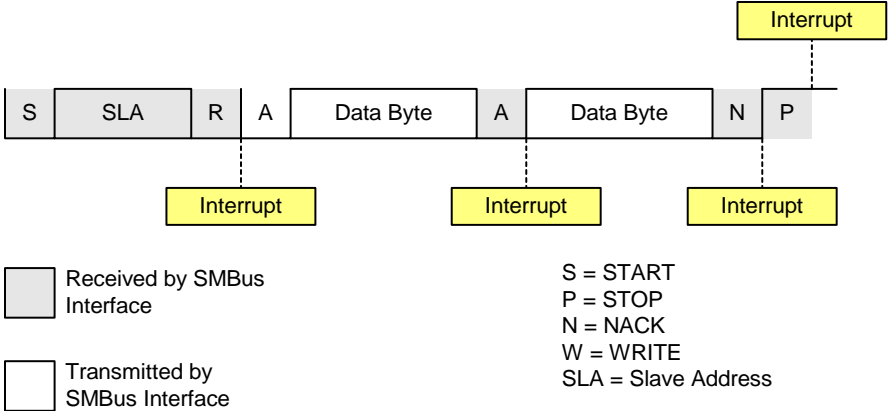 Interrupt
S SLA R A Data Byte A Data Byte N P
Interrupt Interrupt Interrupt
Received by SMBus
Interface
Transmitted by
SMBus Interface
S = START
P = STOP
N = NACK
W = WRITE
SLA = Slave Address